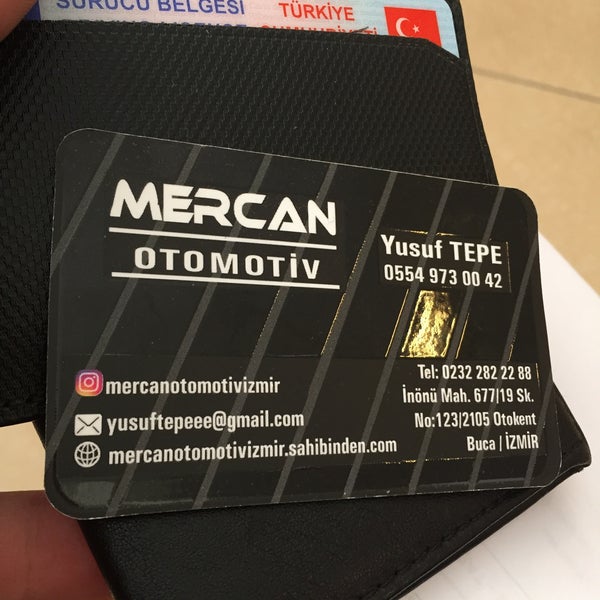 SÜRÜCÜ BELGESİ
TÜRKİYE
MERCAN
OTOMOTİV
Yusuf TEPE
0554 973 00 42
mercanotomotivizmir
yusuftepeee@gmail.com
mercanotomotivizmir.sahibinden.com
Tel: 0232 282 22 88
İnönü Mah. 677/19 Sk.
No:123/2105 Otokent
Buca / İZMİR